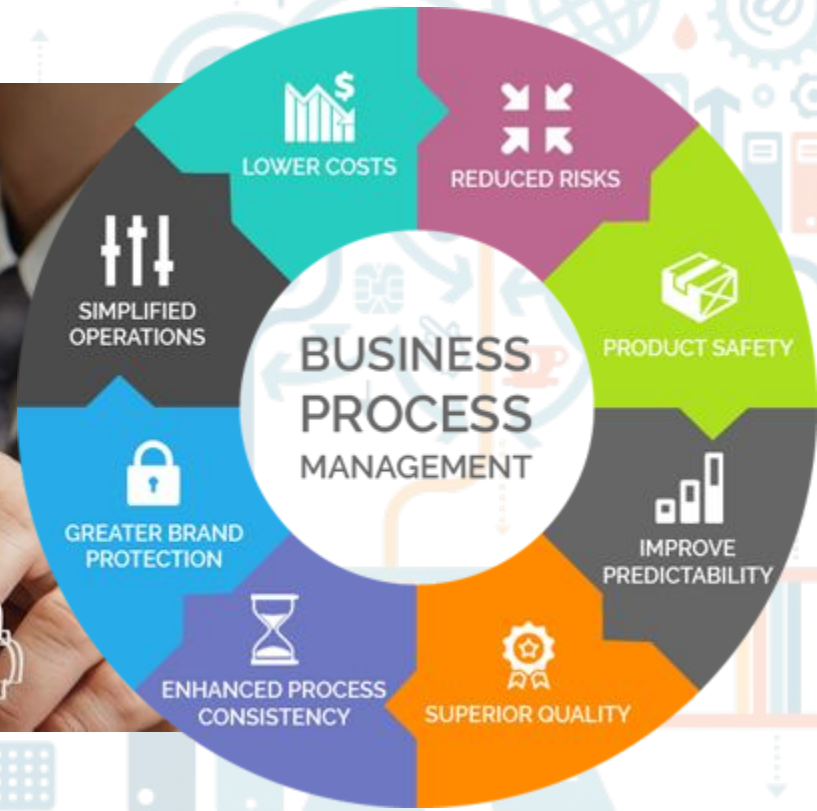 BUSINESS
PROCESS
MANAGEMENT
LOWER COSTS
REDUCED RISKS
PRODUCT SAFETY
IMPROVE
PREDICTABILITY
SUPERIOR QUALITY
ENHANCED PROCESS
CONSISTENCY
GREATER BRAND
PROTECTION
SIMPLIFIED
OPERATIONS